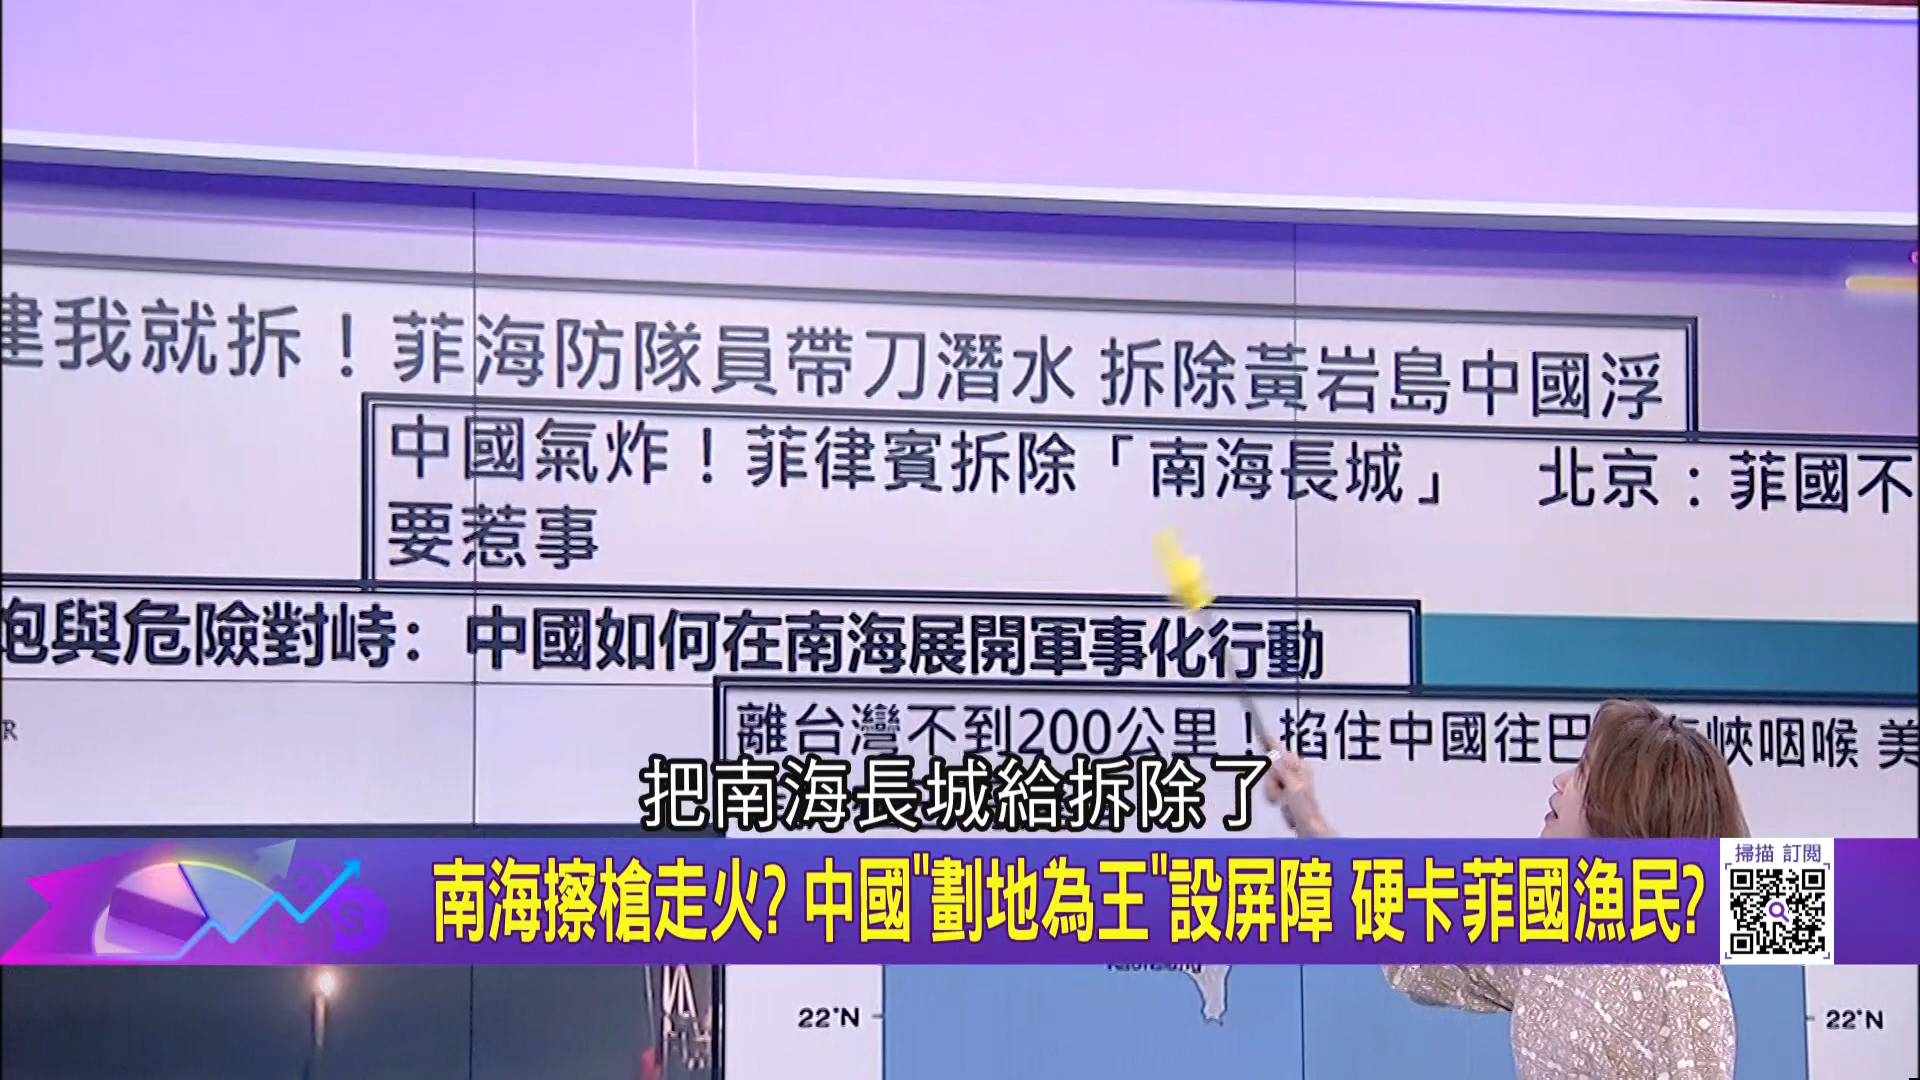 建我就拆！菲海防隊員帶刀潛水 拆除黃岩島中國浮
中國氣炸！菲律賓拆除「南海長城」 北京：菲國不
要惹事
炮與危險對峙：中國如何在南海展開軍事化行動
R
離台灣不到200公里！掐住中國往巴 海峽咽喉 美
把南海長城給拆除了
掃描 訂閱
南海擦槍走火? 中國"劃地為王"設屏障 硬卡菲國漁民?
22°N
22°N